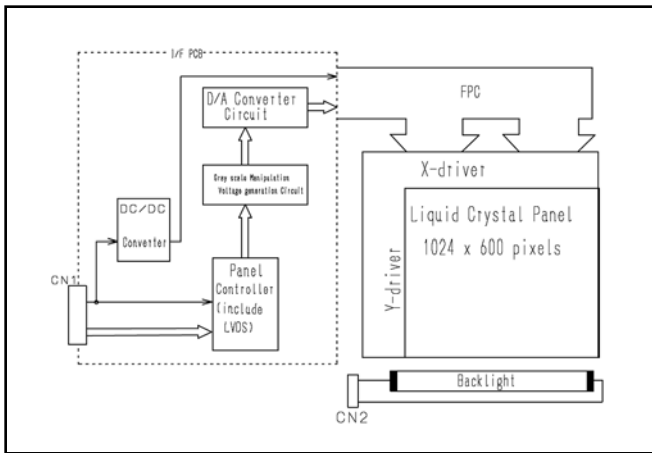 I/F PCB
D/A Converter
Circuit
FPC
Grey scala Manipulation
Voltage generation Circuit
X-driver
DC/DC
Converter
Liquid Crystal Panel
1024 x 600 pixels
Y-driver
CN1
Panel
Controller
(include
LVDS)
Backlight
CN2